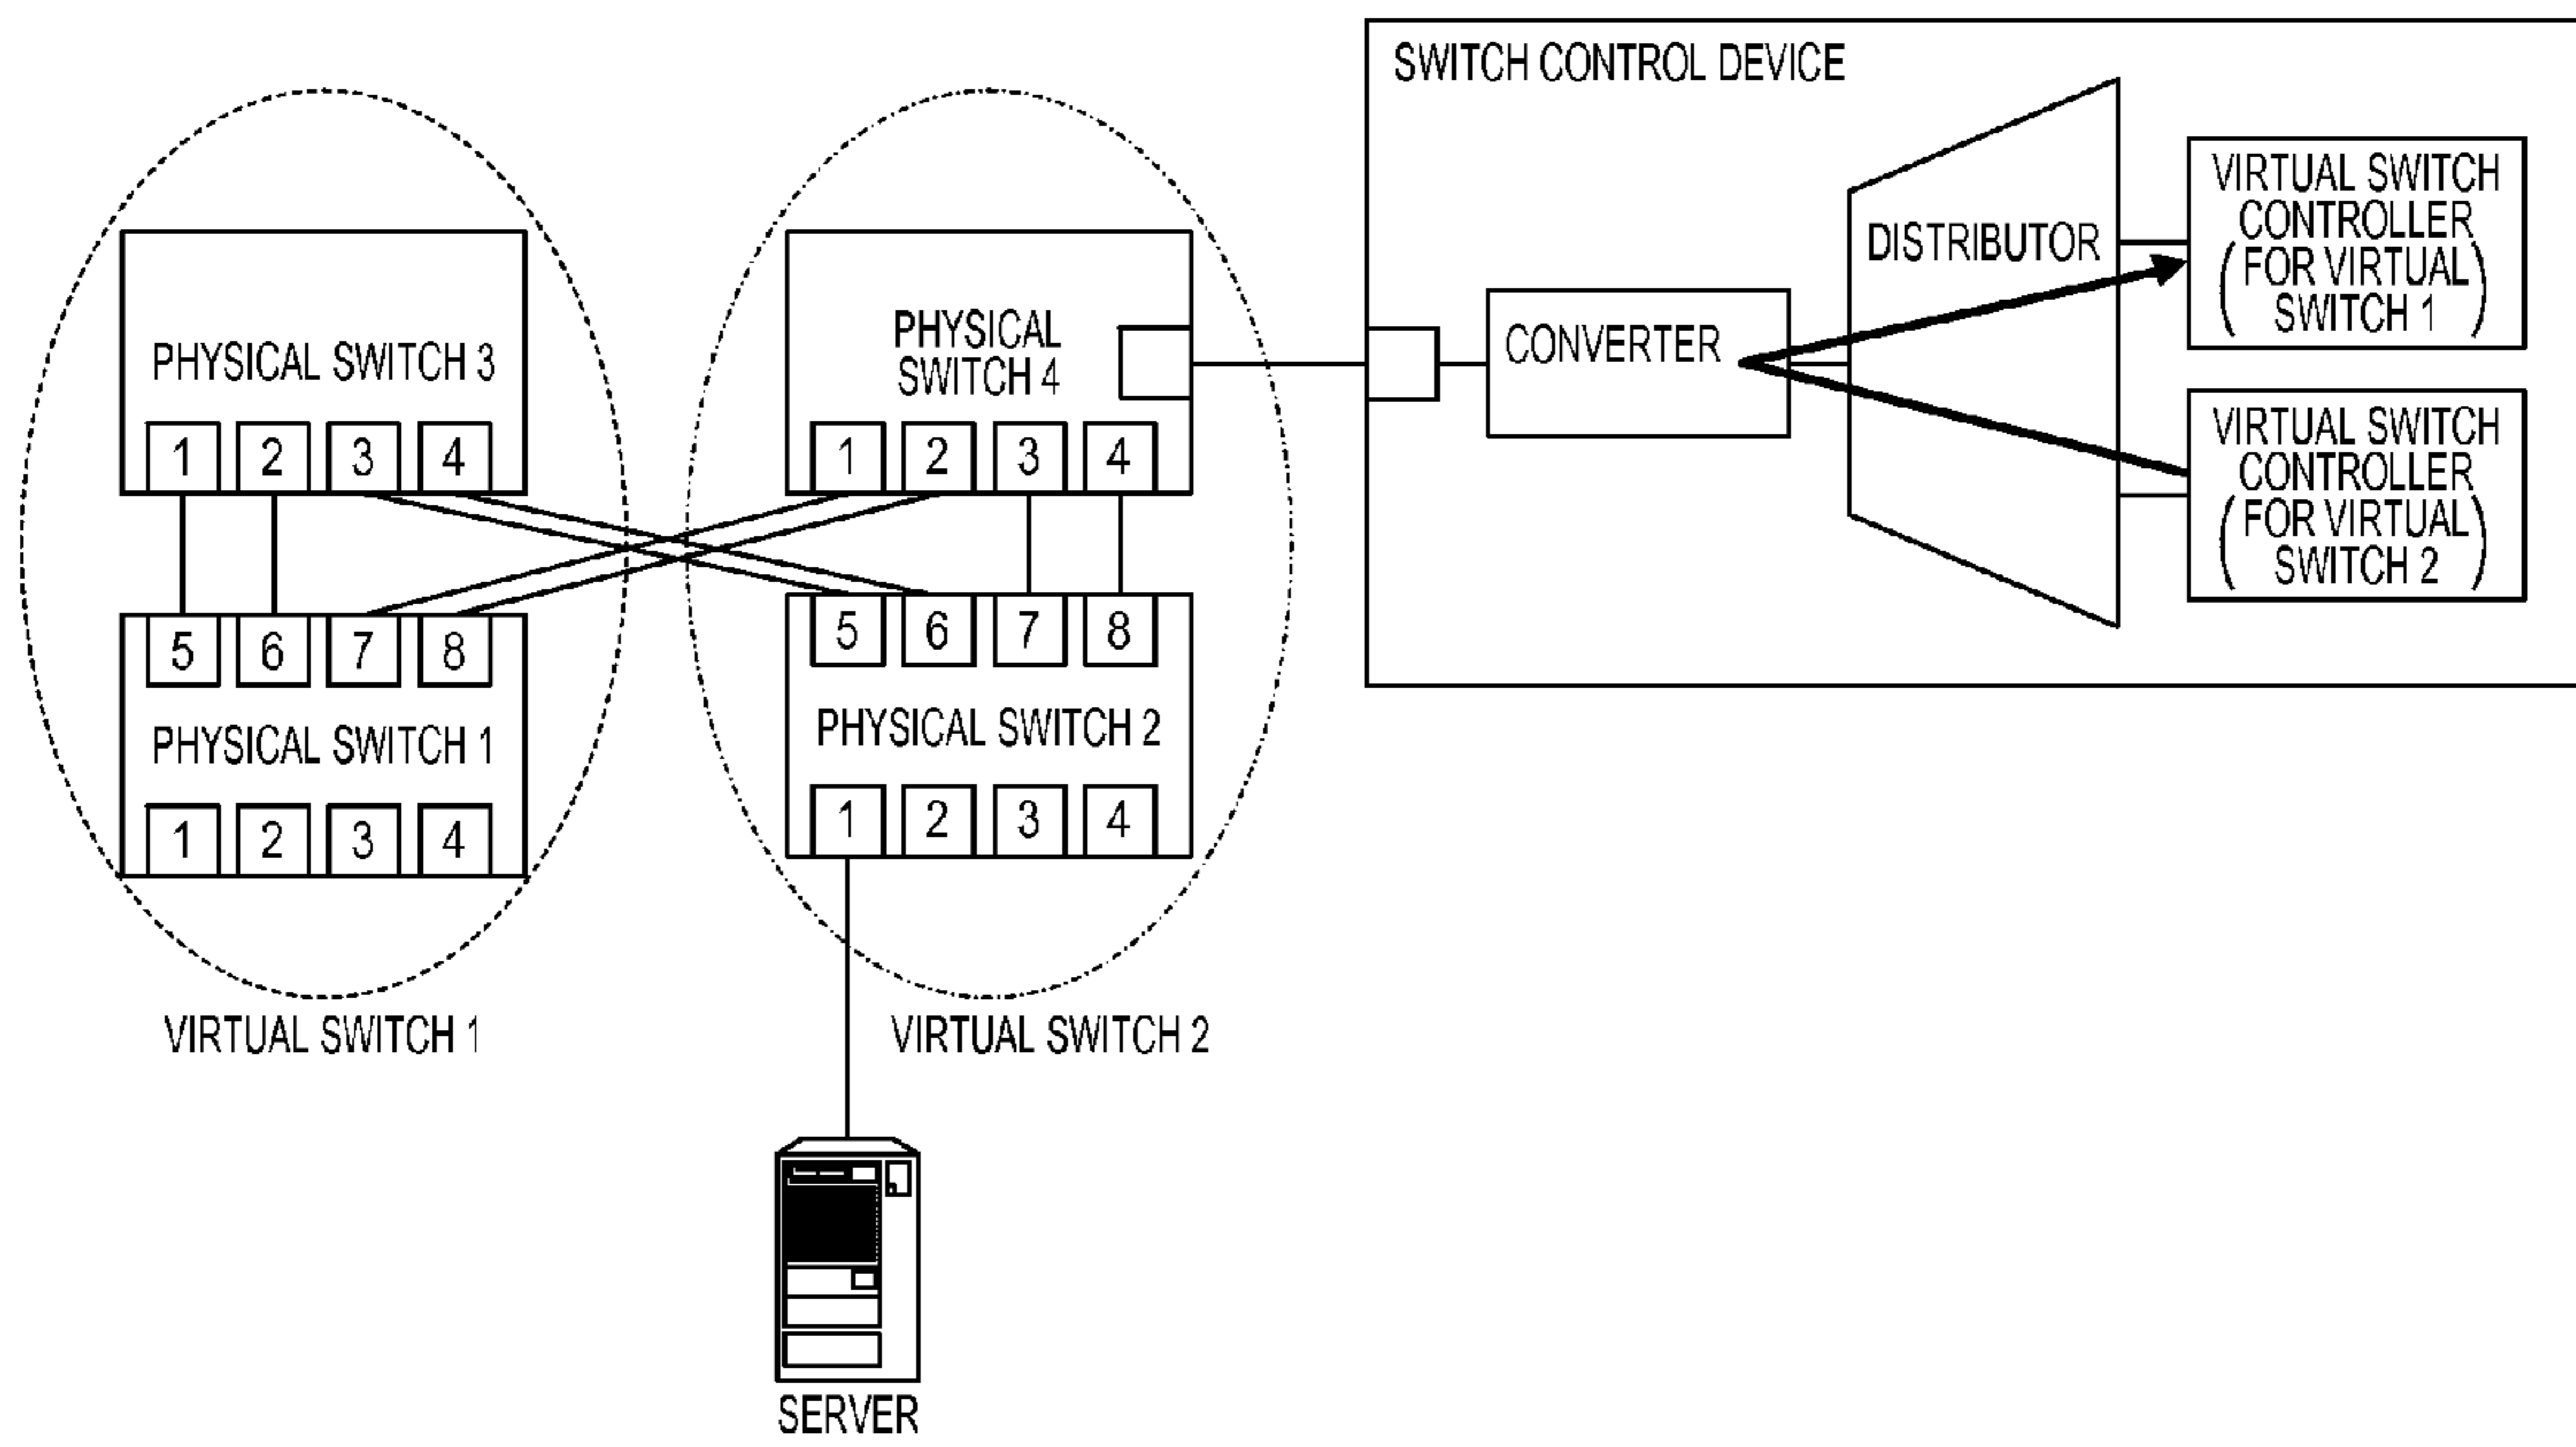 SWITCH CONTROL DEVICE
VIRTUAL SWITCH
CONTROLLER
(FOR VIRTUAL
SWITCH 1)
DISTRIBUTOR
CONVERTER
VIRTUAL SWITCH
CONTROLLER
(FOR VIRTUAL
SWITCH 2)
PHYSICAL SWITCH 3
1 2 3 4
PHYSICAL
SWITCH 4
1 2 3 4
5 6 7 8
PHYSICAL SWITCH 1
1 2 3 4
5 6 7 8
PHYSICAL SWITCH 2
1 2 3 4
VIRTUAL SWITCH 1
VIRTUAL SWITCH 2
SERVER